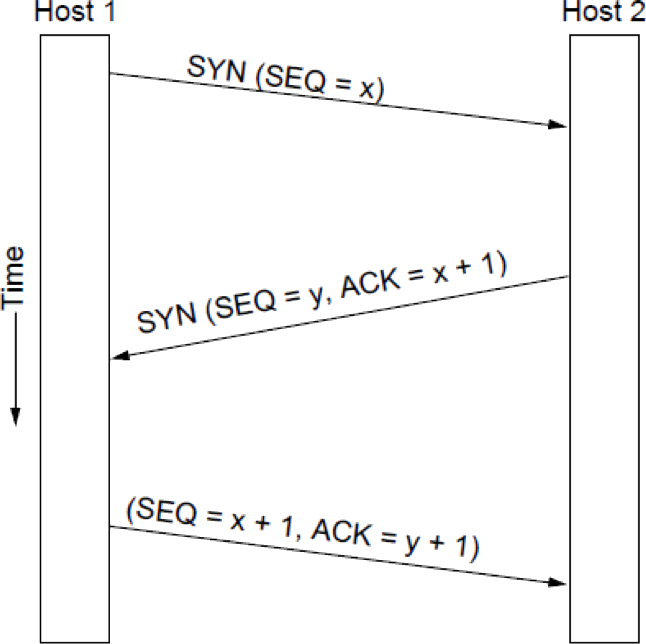 Host 1
Host 2
SYN (SEQ = x)
SYN (SEQ = y, ACK = x + 1)
Time
(SEQ = x + 1, ACK = y + 1)